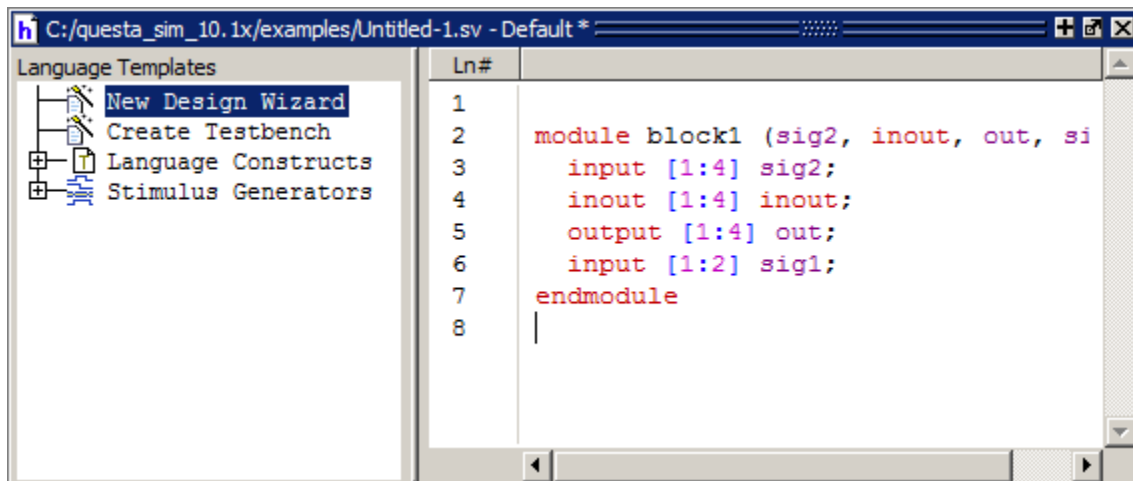 C:/questa_sim_10.1x/examples/Untitled-1.sv - Default *
Language Templates
New Design Wizard
Create Testbench
Language Constructs
Stimulus Generators
Ln#
1
2 module block1 (sig2, inout, out, si
3 input [1:4] sig2;
4 inout [1:4] inout;
5 output [1:4] out;
6 input [1:2] sig1;
7 endmodule
8